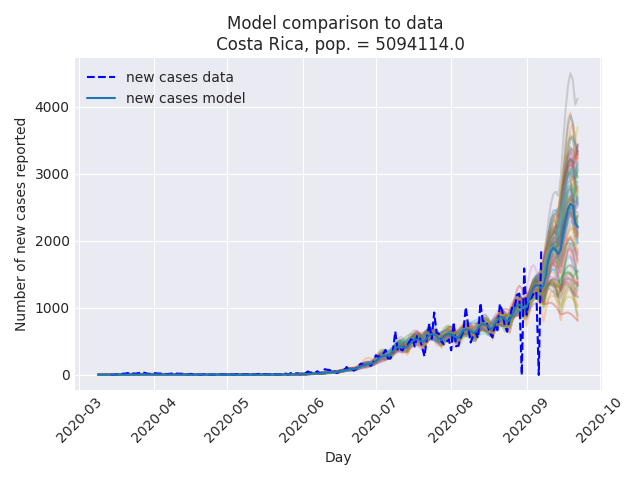 Model comparison to data
Costa Rica, pop. = 5094114.0
new cases data
new cases model
Number of new cases reported
4000
3000
2000
1000
0
2020-03
2020-04
2020-05
2020-06
2020-07
2020-08
2020-09
2020-10
Day